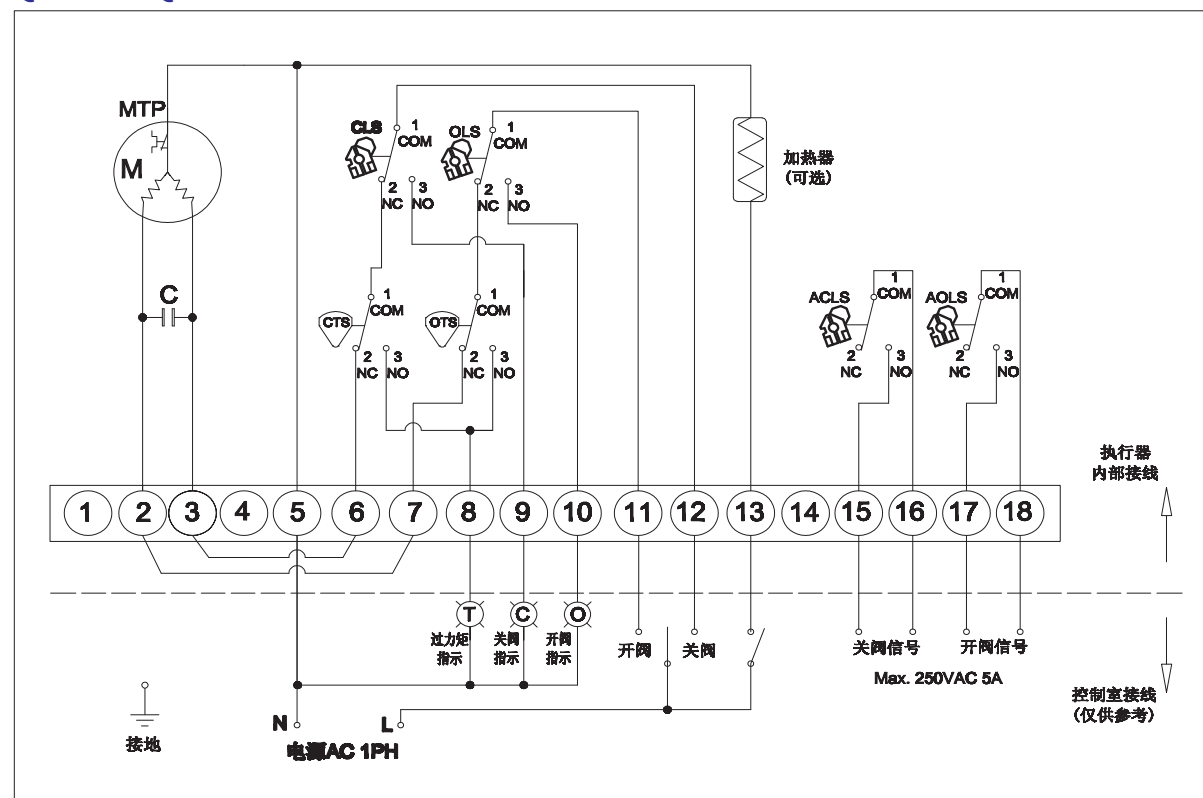 MTP
M
C
CLS
1
COM
2
NC
3
NO
OLS
1
COM
2
NC
3
NO
加热器
(可选)
CTS
1
COM
2
NC
3
NO
OTS
1
COM
2
NC
3
NO
ACLS
1
COM
2
NC
3
NO
AOLS
1
COM
2
NC
3
NO
执行器
内部接线
1 2 3 4 5 6 7 8 9 10 11 12 13 14 15 16 17 18
T
过力矩
指示
C
关阀
指示
O
开阀
指示
开阀
关阀
关阀信号
开阀信号
Max. 250VAC 5A
控制室接线
(仅供参考)
接地
N
L
电源AC 1PH